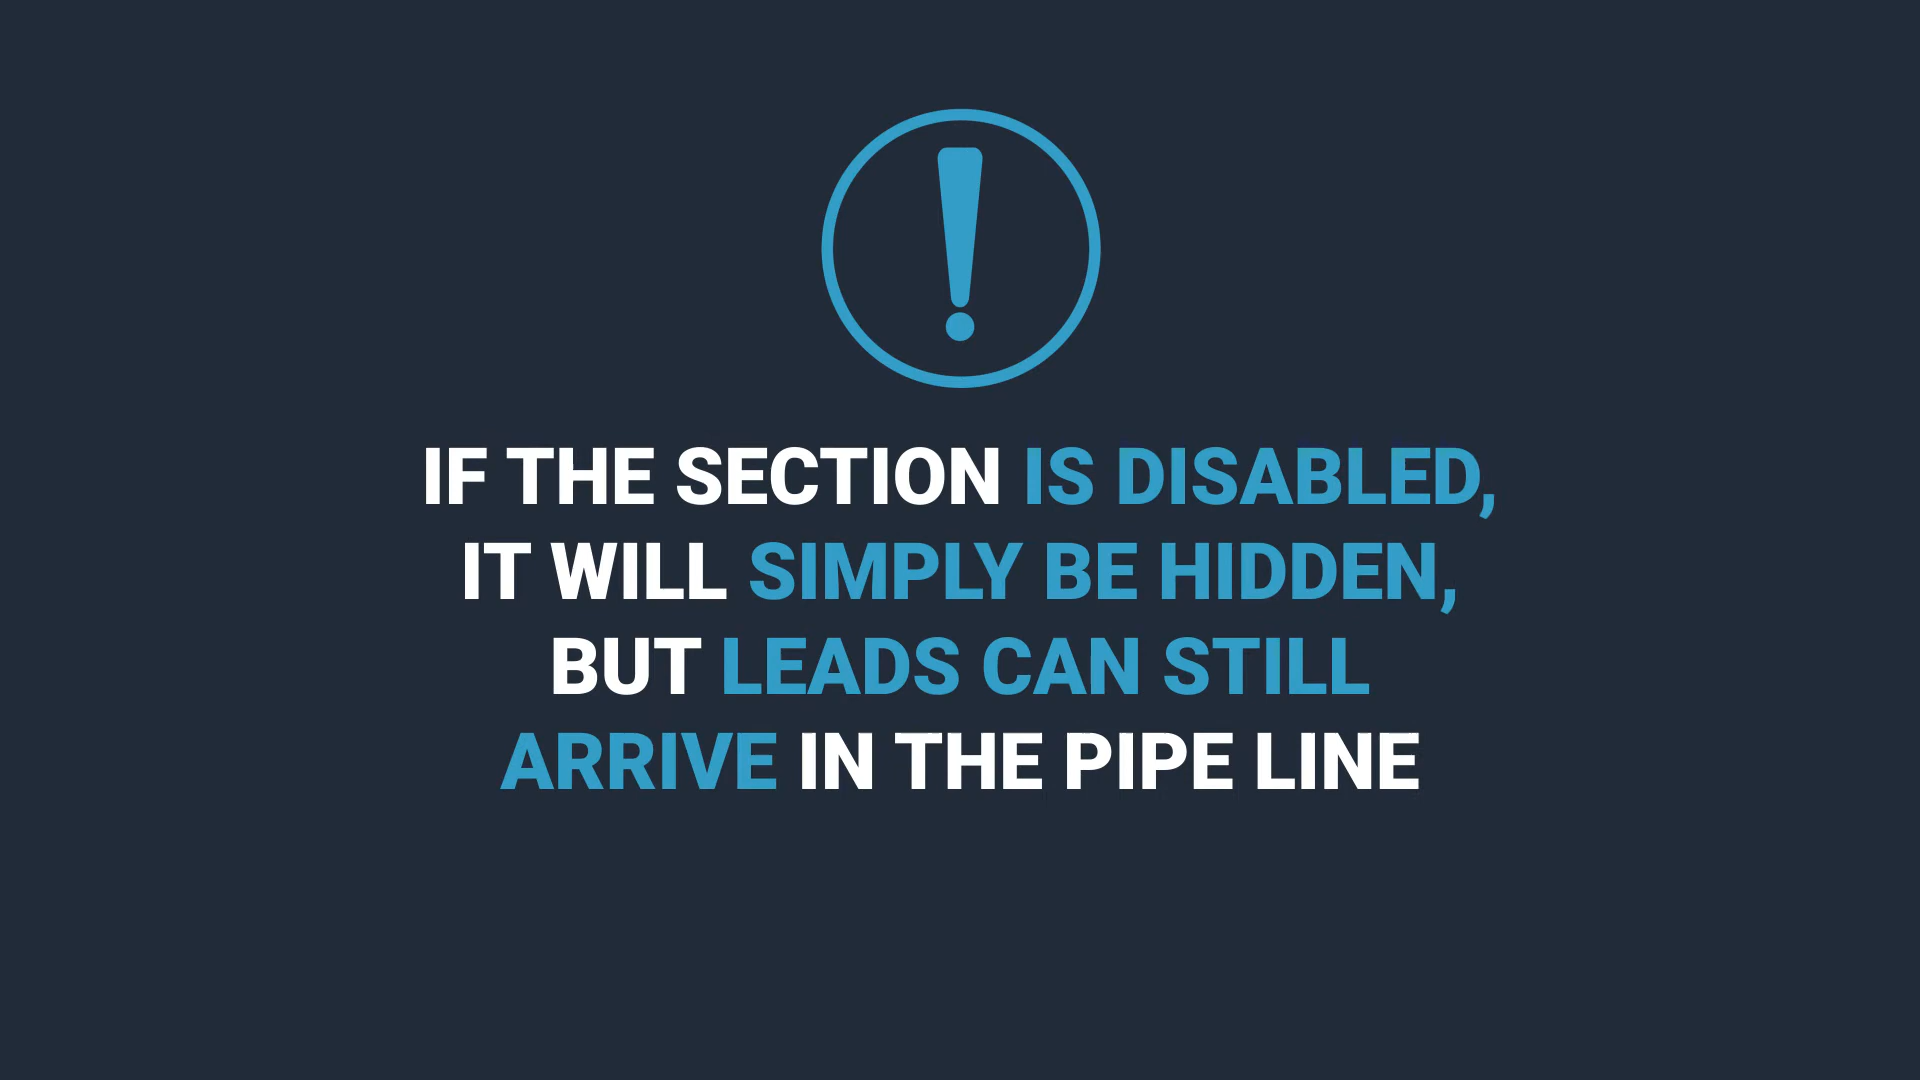 IF THE SECTION IS DISABLED,
IT WILL SIMPLY BE HIDDEN,
BUT LEADS CAN STILL
ARRIVE IN THE PIPE LINE